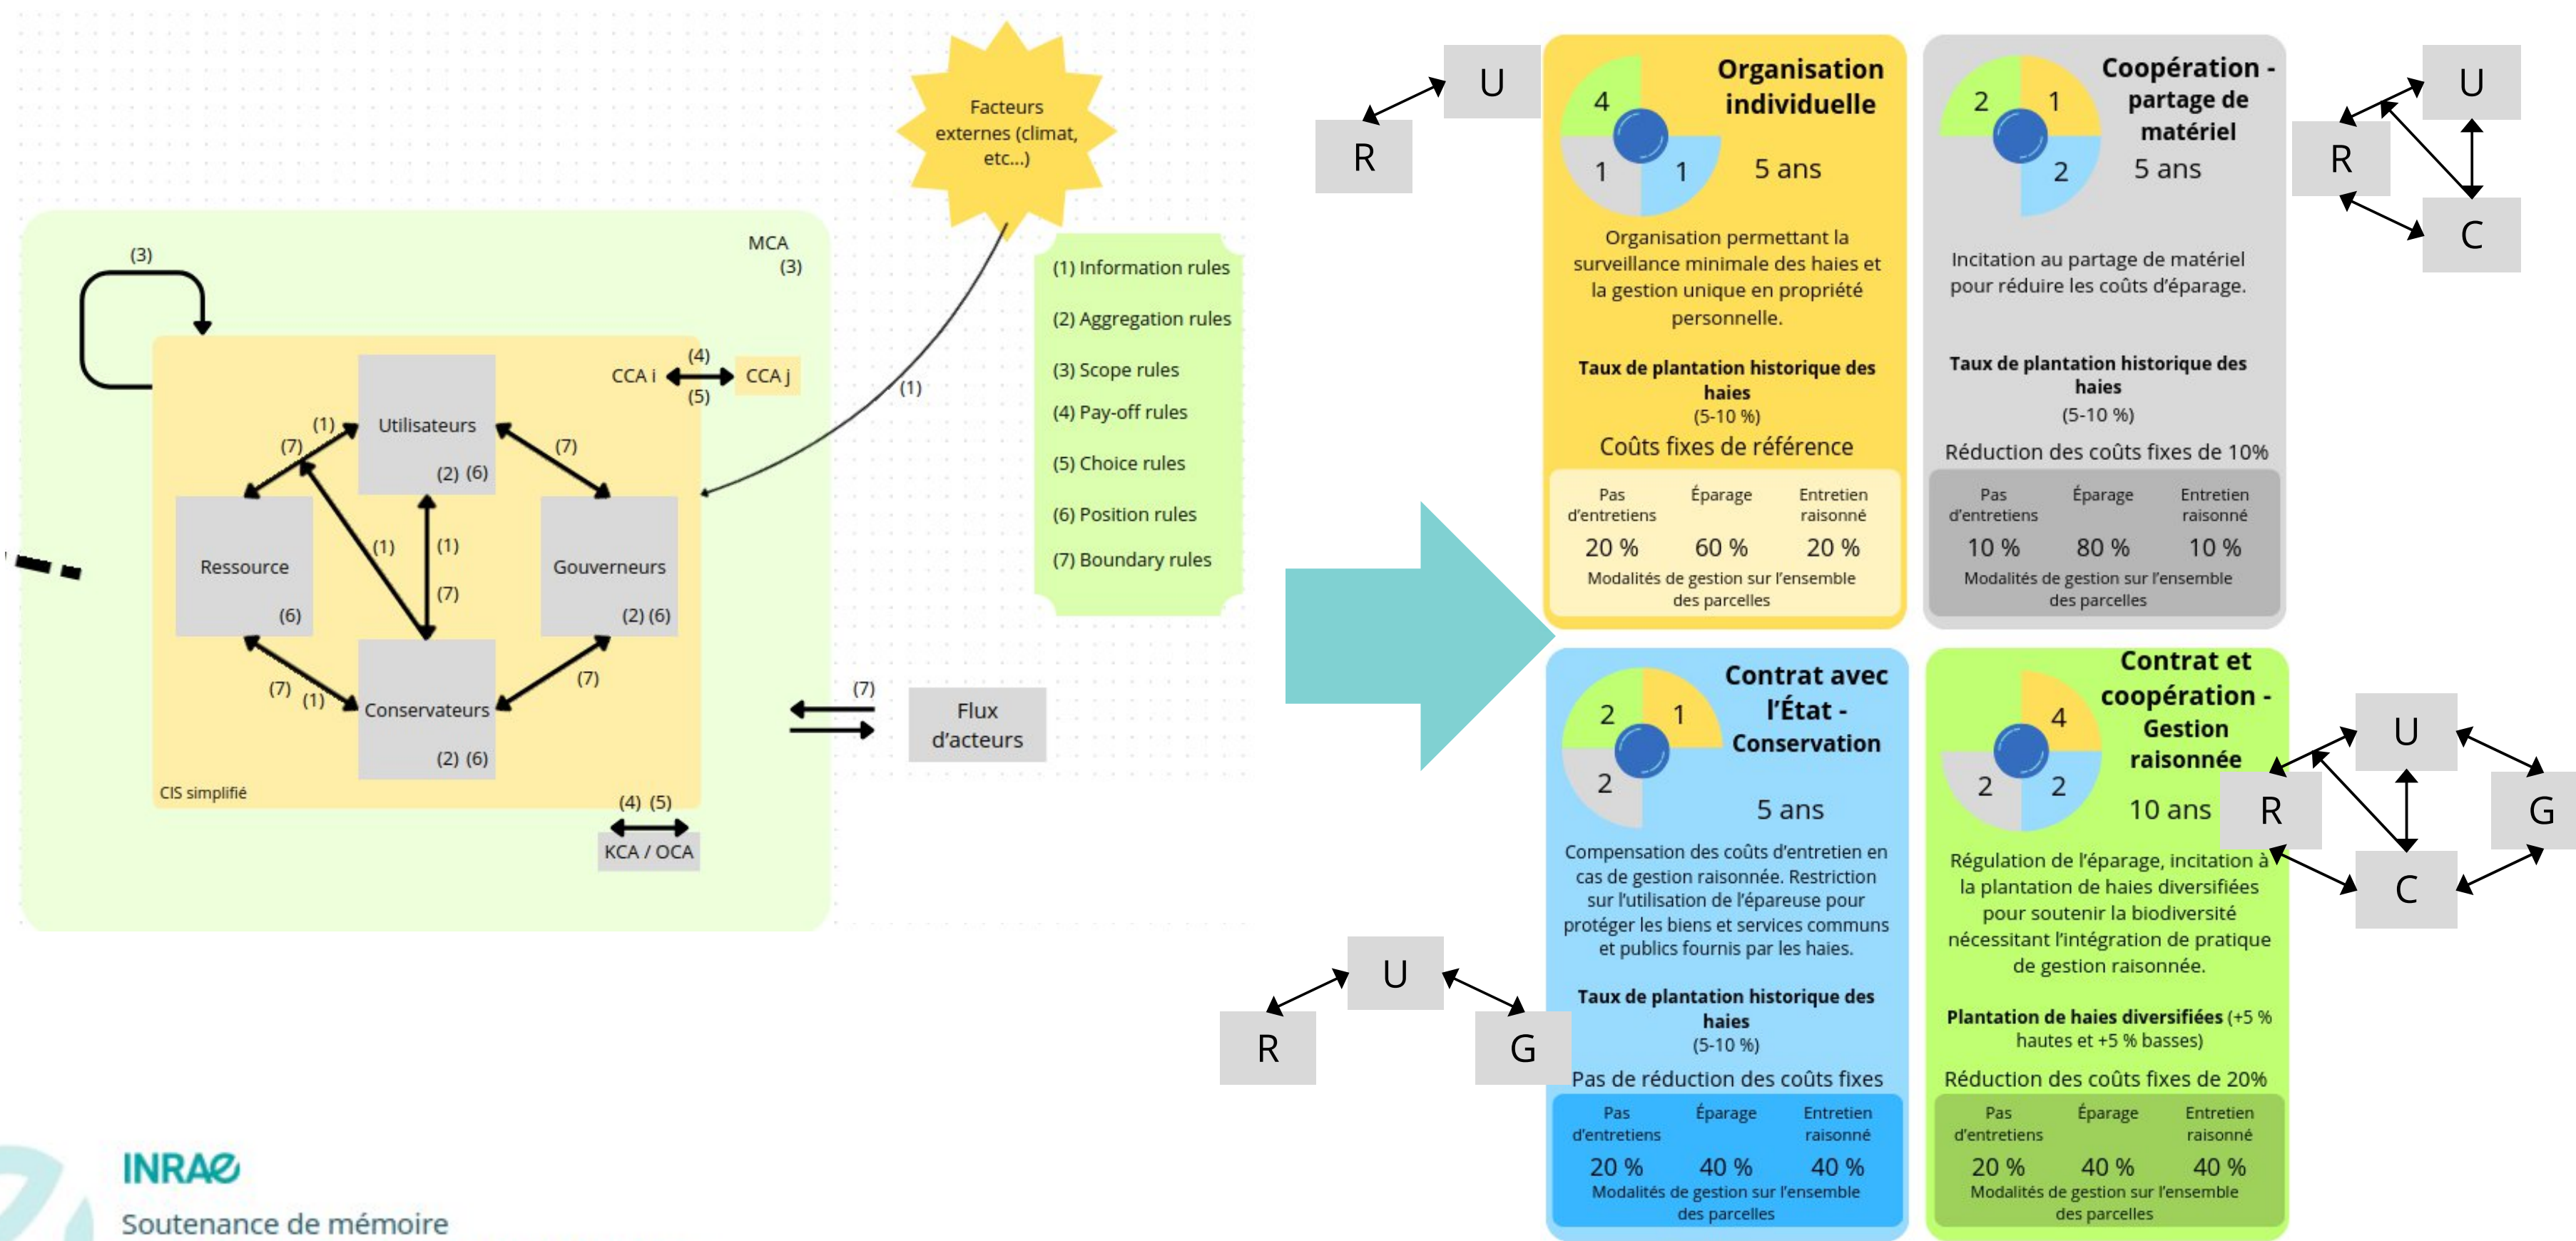 Facteurs
externes (climat,
etc...)
MCA
(3)
(3)
(1) Information rules
(2) Aggregation rules
(3) Scope rules
(4) Pay-off rules
(5) Choice rules
(6) Position rules
(7) Boundary rules
(1)
CCA i
(4)
(5)
CCA j
Utilisateurs
(2) (6)
(1)
(7)
(7)
Ressource
(6)
(1)
(1)
(7)
Gouverneurs
(2) (6)
(7)
(1)
(7)
Conservateurs
(2) (6)
CIS simplifié
(4) (5)
KCA / OCA
(7)
Flux
d'acteurs
INRAE
Soutenance de mémoire
U
R
4
1
1
Organisation
individuelle
5 ans
Organisation permettant la
surveillance minimale des haies et
la gestion unique en propriété
personnelle.
Taux de plantation historique des
haies
(5-10 %)
Coûts fixes de référence
Pas
d'entretiens
Éparage
Entretien
raisonné
20 %
60 %
20 %
Modalités de gestion sur l'ensemble
des parcelles
2
1
2
Coopération -
partage de
matériel
5 ans
Incitation au partage de matériel
pour réduire les coûts d'éparage.
Taux de plantation historique des
haies
(5-10 %)
Réduction des coûts fixes de 10%
Pas
d'entretiens
Éparage
Entretien
raisonné
10 %
80 %
10 %
Modalités de gestion sur l'ensemble
des parcelles
U
R
C
U
R
G
2
1
2
Contrat avec
l'État -
Conservation
5 ans
Compensation des coûts d'entretien en
cas de gestion raisonnée. Restriction
sur l'utilisation de l'épareuse pour
protéger les biens et services communs
et publics fournis par les haies.
Taux de plantation historique des
haies
(5-10 %)
Pas de réduction des coûts fixes
Pas
d'entretiens
Éparage
Entretien
raisonné
20 %
40 %
40 %
Modalités de gestion sur l'ensemble
des parcelles
4
2
2
Contrat et
coopération -
Gestion
raisonnée
10 ans
Régulation de l'éparage, incitation à
la plantation de haies diversifiées
pour soutenir la biodiversité
nécessitant l'intégration de pratique
de gestion raisonnée.
Plantation de haies diversifiées (+5 %
hautes et +5 % basses)
Réduction des coûts fixes de 20%
Pas
d'entretiens
Éparage
Entretien
raisonné
20 %
40 %
40 %
Modalités de gestion sur l'ensemble
des parcelles
U
R
G
C